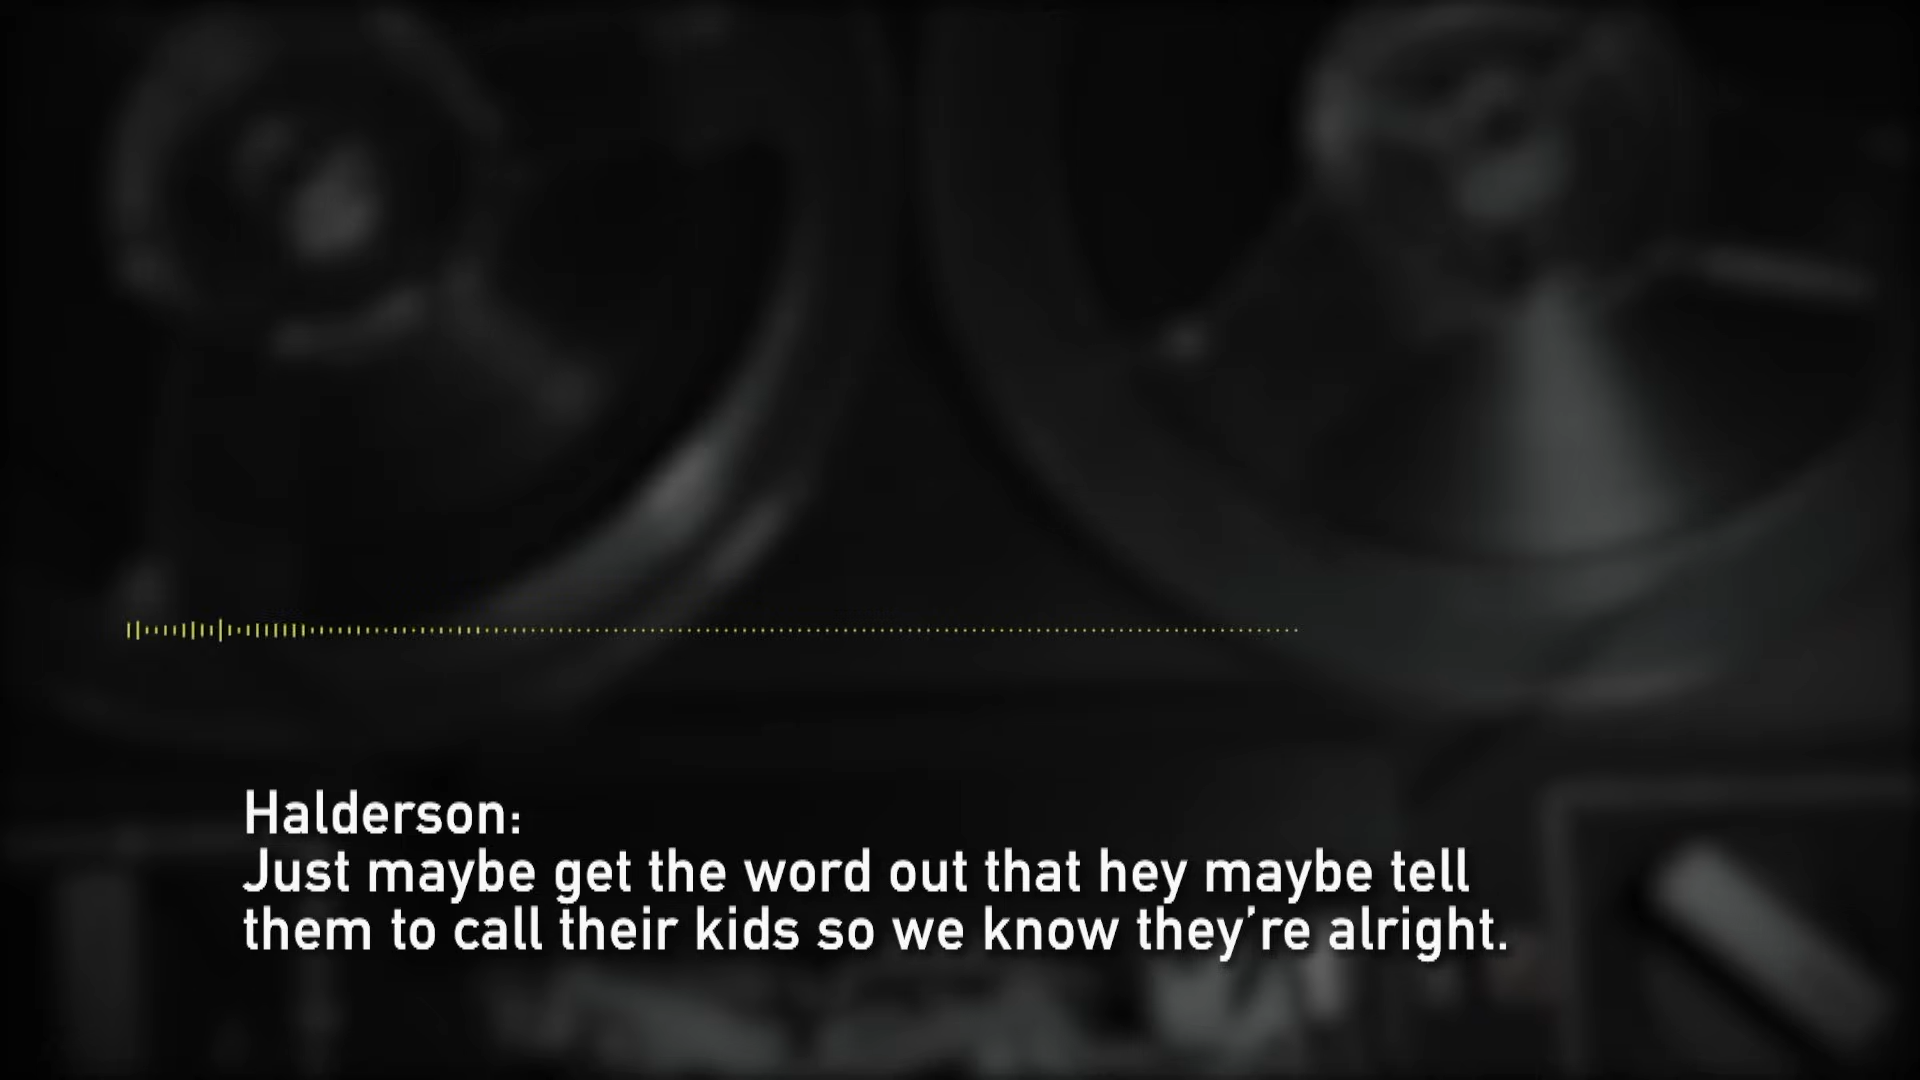 Halderson:
Just maybe get the word out that hey maybe tell
them to call their kids so we know they're alright.